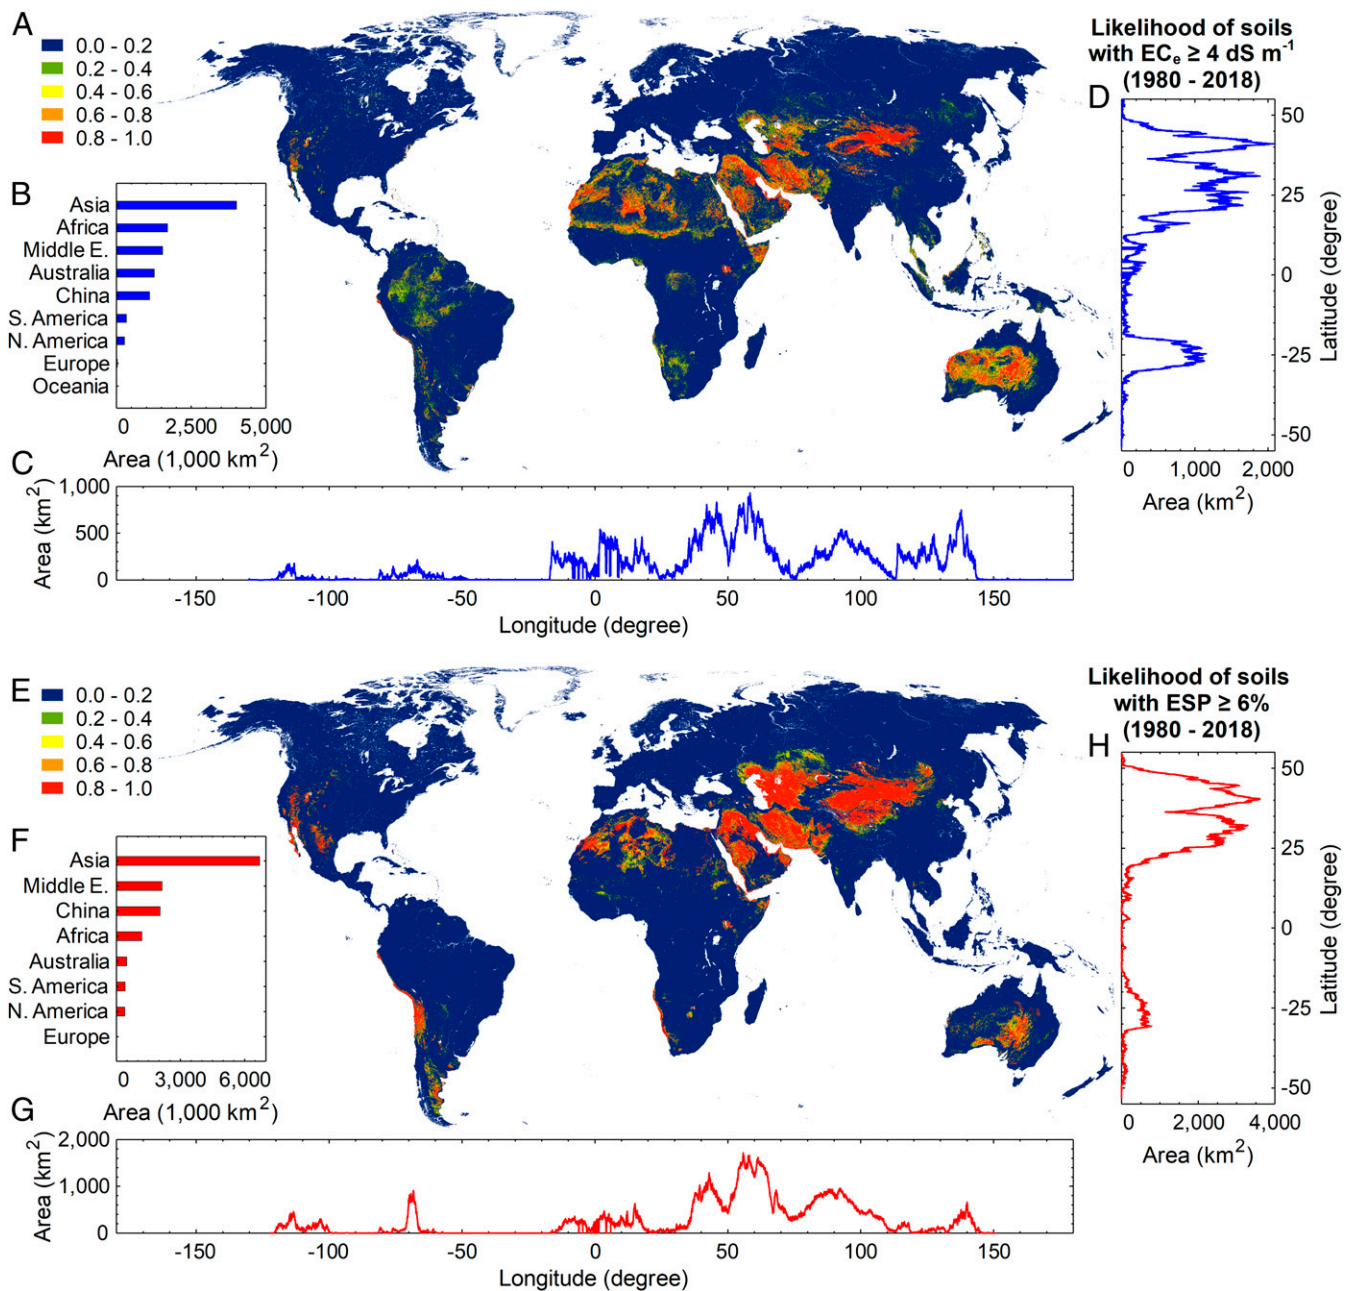 A
0.0 - 0.2
0.2 - 0.4
0.4 - 0.6
0.6 - 0.8
0.8 - 1.0
Likelihood of soils
with ECe ≥ 4 dS m-1
(1980 - 2018)
B
Asia
Africa
Middle E.
Australia
China
S. America
N. America
Europe
Oceania
0 2,500 5,000
Area (1,000 km2)
D
50
25
0
-25
-50
Latitude (degree)
0 1,000 2,000
Area (km2)
C
1,000
500
0
Area (km2)
-150 -100 -50 0 50 100 150
Longitude (degree)
E
0.0 - 0.2
0.2 - 0.4
0.4 - 0.6
0.6 - 0.8
0.8 - 1.0
Likelihood of soils
with ESP ≥ 6%
(1980 - 2018)
F
Asia
Middle E.
China
Africa
Australia
S. America
N. America
Europe
0 3,000 6,000
Area (1,000 km2)
H
50
25
0
-25
-50
Latitude (degree)
0 2,000 4,000
Area (km2)
G
2,000
1,000
0
Area (km2)
-150 -100 -50 0 50 100 150
Longitude (degree)